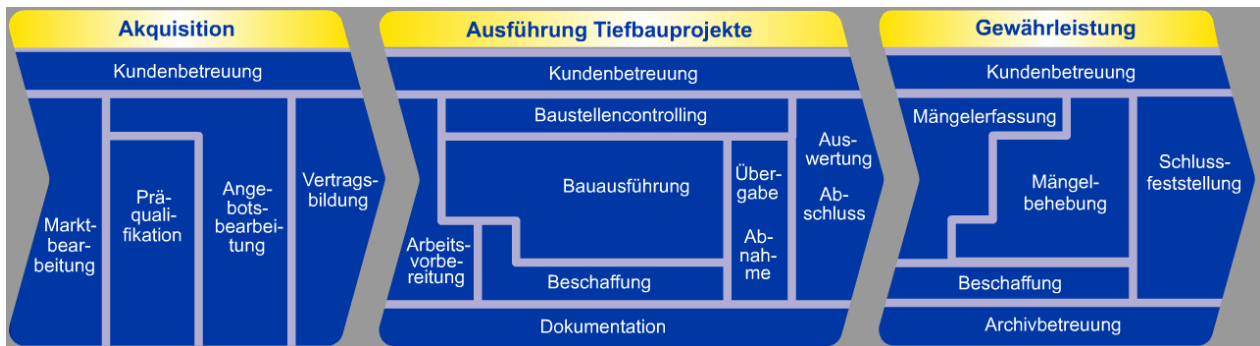 Akquisition
Kundenbetreuung
Markt-
bear-
beitung
Prä-
quali-
fikation
Ange-
bots-
bearbei-
tung
Vertrags-
bildung
Ausführung Tiefbauprojekte
Kundenbetreuung
Baustellencontrolling
Bauausführung
Arbeits-
vorbe-
reitung
Beschaffung
Über-
gabe
Ab-
nah-
me
Aus-
wertung
Ab-
schluss
Dokumentation
Gewährleistung
Kundenbetreuung
Mängelerfassung
Mängel-
behebung
Schluss-
feststellung
Beschaffung
Archivbetreuung